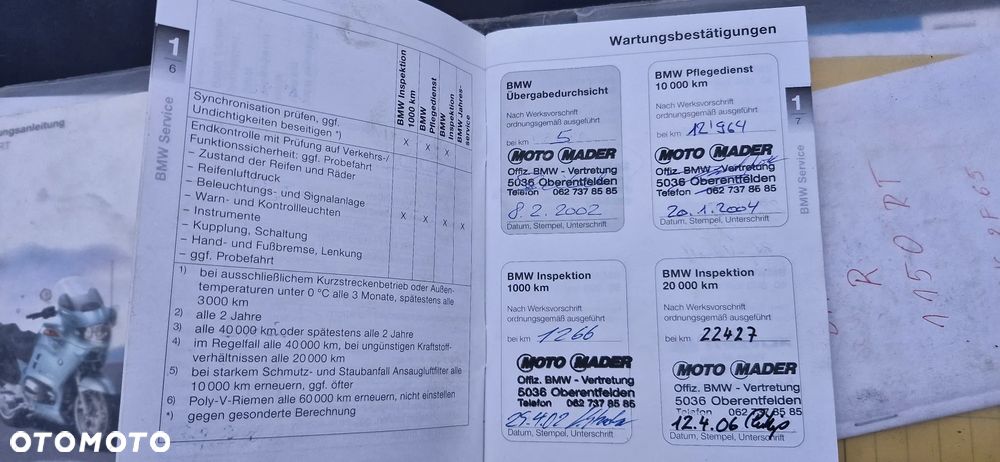 ungsanleitung
RT
1
6
BMW Service
BMW Inspektion
1000 km
BMW
Pflegedienst
BMW
Inspektion
BMW Jahres-
service
Synchronisation prüfen, ggf.
Undichtigkeiten beseitigen *)
X X X
Endkontrolle mit Prüfung auf Verkehrs-/
Funktionssicherheit; ggf. Probefahrt
– Zustand der Reifen und Räder
– Reifenluftdruck
– Beleuchtungs- und Signalanlage
– Warn- und Kontrolleuchten
– Instrumente
– Kupplung, Schaltung
– Hand- und Fußbremse, Lenkung
– ggf. Probefahrt
X X X X
1) bei ausschließlichem Kurzstreckenbetrieb oder Außen-
temperaturen unter 0 °C alle 3 Monate, spätestens alle
3000 km
2) alle 2 Jahre
3) alle 40 000 km oder spätestens alle 2 Jahre
4) im Regelfall alle 40 000 km, bei ungünstigen Kraftstoff-
verhältnissen alle 20 000 km
5) bei starkem Schmutz- und Staubanfall Ansaugluftfilter alle
10 000 km erneuern, ggf. öfter
6) Poly-V-Riemen alle 60 000 km erneuern, nicht einstellen
*) gegen gesonderte Berechnung
Wartungsbestätigungen
BMW
Übergabedurchsicht
Nach Werksvorschrift
ordnungsgemäß ausgeführt
bei km 5
MOTO MADER
Offiz. BMW - Vertretung
5036 Oberentfelden
Telefon 062 737 85 85
8.2.2002
Datum, Stempel, Unterschrift
BMW Pflegedienst
10 000 km
Nach Werksvorschrift
ordnungsgemäß ausgeführt
bei km 12'964
MOTO MADER
Offiz. BMW - Vertretung
5036 Oberentfelden
Telefon 062 737 85 85
20.1.2004
Datum, Stempel, Unterschrift
1
7
BMW Service
BMW Inspektion
1000 km
Nach Werksvorschrift
ordnungsgemäß ausgeführt
bei km 1266
MOTO MADER
Offiz. BMW - Vertretung
5036 Oberentfelden
Telefon 062 737 85 85
25.4.02
Datum, Stempel, Unterschrift
BMW Inspektion
20 000 km
Nach Werksvorschrift
ordnungsgemäß ausgeführt
bei km 22427
MOTO MADER
Offiz. BMW - Vertretung
5036 Oberentfelden
Telefon 062 737 85 85
12.4.06
Datum, Stempel, Unterschrift
R
1150 RT
OTOMOTO